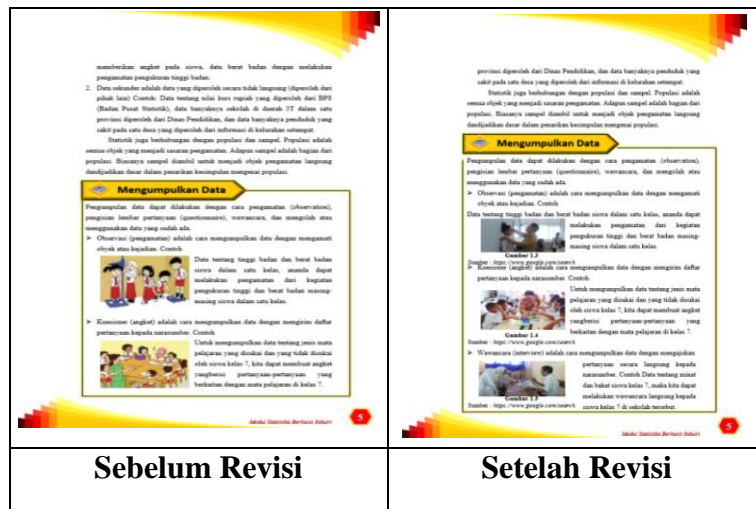 memberikan angket pada siswa, data berat badan dengan melakukan
pengamatan pengukuran tinggi badan.
2. Data sekunder adalah data yang diperoleh secara tidak langsung (diperoleh dari
pihak lain) Contoh: Data tentang nilai kurs rupiah yang diperoleh dari BPS
(Badan Pusat Statistik), data banyaknya sekolah di daerah 3T dalam satu
provinsi diperoleh dari Dinas Pendidikan, dan data banyaknya penduduk yang
sakit pada satu desa yang diperoleh dari informasi di kelurahan setempat.
Statistik juga berhubungan dengan populasi dan sampel. Populasi adalah
semua objek yang menjadi sasaran pengamatan. Adapun sampel adalah bagian dari
populasi. Biasanya sampel diambil untuk menjadi objek pengamatan langsung
dandijadikan dasar dalam penarikan kesimpulan mengenai populasi.
Mengumpulkan Data
Pengumpulan data dapat dilakukan dengan cara pengamatan (observation),
pengisian lembar pertanyaan (questionnaire), wawancara, dan mengolah atau
menggunakan data yang sudah ada.
➢ Observasi (pengamatan) adalah cara mengumpulkan data dengan mengamati
obyek atau kejadian. Contoh
Data tentang tinggi badan dan berat badan
siswa dalam satu kelas, ananda dapat
melakukan pengamatan dari kegiatan
pengukuran tinggi dan berat badan masing-
masing siswa dalam satu kelas.
➢ Kuesioner (angket) adalah cara mengumpulkan data dengan mengirim daftar
pertanyaan kepada narasumber. Contoh
Untuk mengumpulkan data tentang jenis mata
pelajaran yang disukai dan yang tidak disukai
oleh siswa kelas 7, kita dapat membuat angket
yangberisi pertanyaan-pertanyaan yang
berkaitan dengan mata pelajaran di kelas 7.
Modul Statistika Berbasis Inkuiri
5
Sebelum Revisi
provinsi diperoleh dari Dinas Pendidikan, dan data banyaknya penduduk yang
sakit pada satu desa yang diperoleh dari informasi di kelurahan setempat.
Statistik juga berhubungan dengan populasi dan sampel. Populasi adalah
semua objek yang menjadi sasaran pengamatan. Adapun sampel adalah bagian dari
populasi. Biasanya sampel diambil untuk menjadi objek pengamatan langsung
dandijadikan dasar dalam penarikan kesimpulan mengenai populasi.
Mengumpulkan Data
Pengumpulan data dapat dilakukan dengan cara pengamatan (observation),
pengisian lembar pertanyaan (questionnaire), wawancara, dan mengolah atau
menggunakan data yang sudah ada.
➢ Observasi (pengamatan) adalah cara mengumpulkan data dengan mengamati
obyek atau kejadian. Contoh
Data tentang tinggi badan dan berat badan siswa dalam satu kelas, ananda dapat
melakukan pengamatan dari kegiatan
pengukuran tinggi dan berat badan masing-
masing siswa dalam satu kelas.
Gambar 1.3
Sumber : https://www.google.com/search
➢ Kuesioner (angket) adalah cara mengumpulkan data dengan mengirim daftar
pertanyaan kepada narasumber. Contoh
Untuk mengumpulkan data tentang jenis mata
pelajaran yang disukai dan yang tidak disukai
oleh siswa kelas 7, kita dapat membuat angket
yangberisi pertanyaan-pertanyaan yang
berkaitan dengan mata pelajaran di kelas 7.
Gambar 1.4
Sumber : https://www.google.com/search
➢ Wawancara (interview) adalah cara mengumpulkan data dengan mengajukan
pertanyaan secara langsung kepada
narasumber. Contoh Data tentang minat
dan bakat siswa kelas 7, maka kita dapat
melakukan wawancara langsung kepada
siswa kelas 7 di sekolah tersebut.
Gambar 1.5
Sumber : https://www.google.com/search
Modul Statistika Berbasis Inkuiri
5
Setelah Revisi